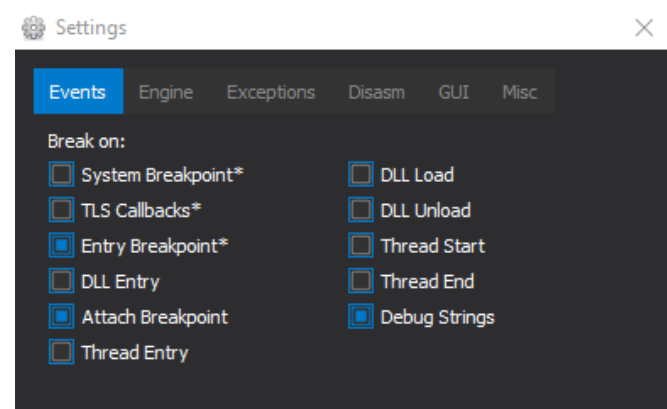 Settings
Events Engine Exceptions Disasm GUI Misc
Break on:
System Breakpoint*
TLS Callbacks*
Entry Breakpoint*
DLL Entry
Attach Breakpoint
Thread Entry
DLL Load
DLL Unload
Thread Start
Thread End
Debug Strings